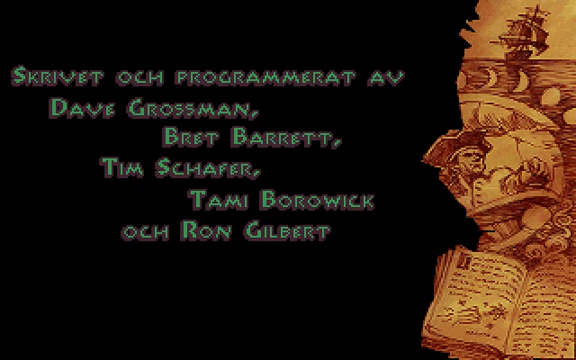 Skrivet och programmerat av
Dave Grossman,
Bret Barrett,
Tim Schafer,
Tami Borowick
och Ron Gilbert